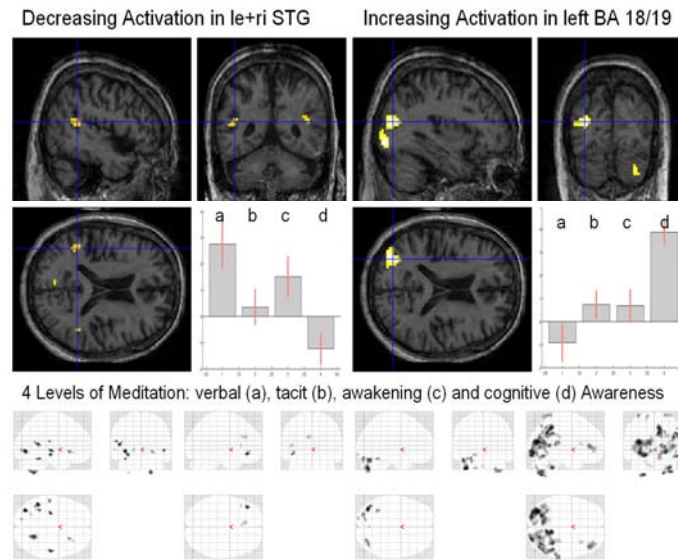 Decreasing Activation in le+ri STG
Increasing Activation in left BA 18/19
a b c d
a b c d
4 Levels of Meditation: verbal (a), tacit (b), awakening (c) and cognitive (d) Awareness